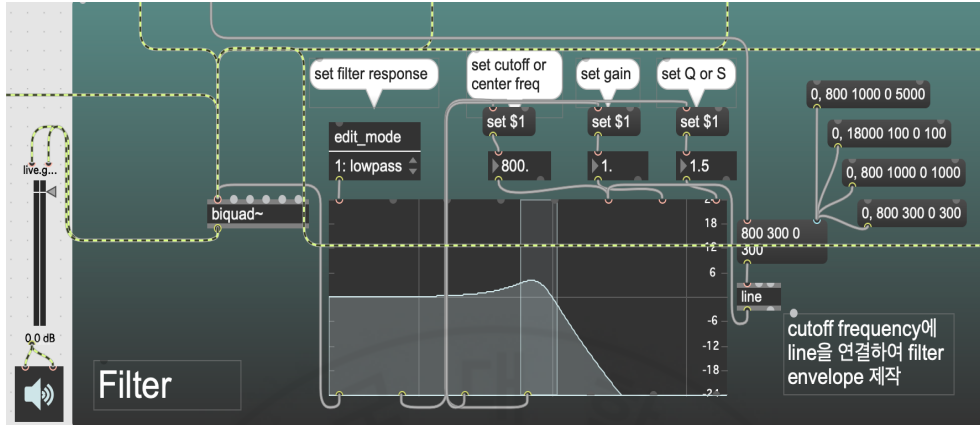 set filter response
set cutoff or
center freq
set gain
set Q or S
set $1
set $1
set $1
edit_mode
1: lowpass
800.
1.
1.5
0, 800 1000 0 5000
0, 18000 100 0 100
0, 800 1000 0 1000
0, 800 300 0 300
live.g...
biquad~
18
12
6
-6
-12
-18
-24
800 300 0
300
line
0.0 dB
Filter
cutoff frequency에
line을 연결하여 filter
envelope 제작